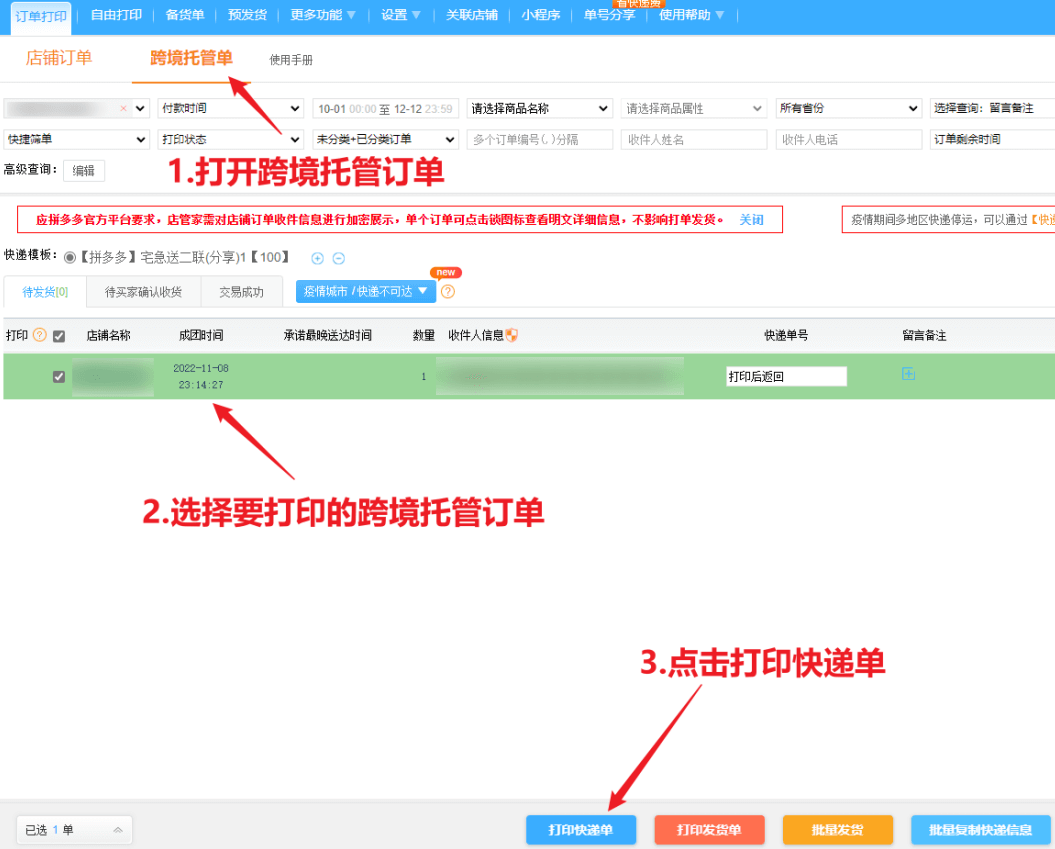 省快递费
订单打印 自由打印 备货单 预发货 更多功能 设置 关联店铺 小程序 单号分享 使用帮助
店铺订单 跨境托管单 使用手册
付款时间 10-01 00:00 至 12-12 23:59 请选择商品名称 请选择商品属性 所有省份 选择查询：留言备注
快捷筛单 打印状态 未分类+已分类订单 多个订单编号(,)分隔 收件人姓名 收件人电话 订单剩余时间
高级查询： 编辑
1.打开跨境托管订单
应拼多多官方平台要求，店管家需对店铺订单收件信息进行加密展示，单个订单可点击锁图标查看明文详细信息，不影响打单发货。 关闭
疫情期间多地区快递停运，可以通过【快递
快递模板： 【拼多多】宅急送二联(分享)1【100】
new
待发货[0] 待买家确认收货 交易成功 疫情城市 / 快递不可达 ?
打印 ? 店铺名称 成团时间 承诺最晚送达时间 数量 收件人信息 快递单号 留言备注
2022-11-08
23:14:27
1 打印后返回
2.选择要打印的跨境托管订单
3.点击打印快递单
已选 1 单 打印快递单 打印发货单 批量发货 批量复制快递信息